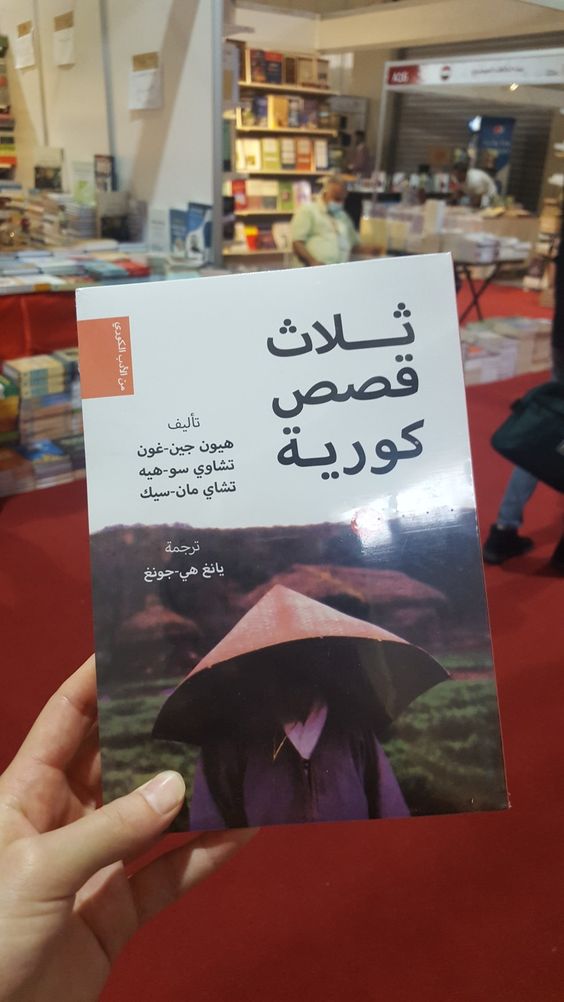 ثلاث
قصص
كورية
من الأدب الكوري
تأليف
هيون جين-غون
تشاوي سو-هيه
تشاي مان-سيك
ترجمة
يانغ هي-جونغ